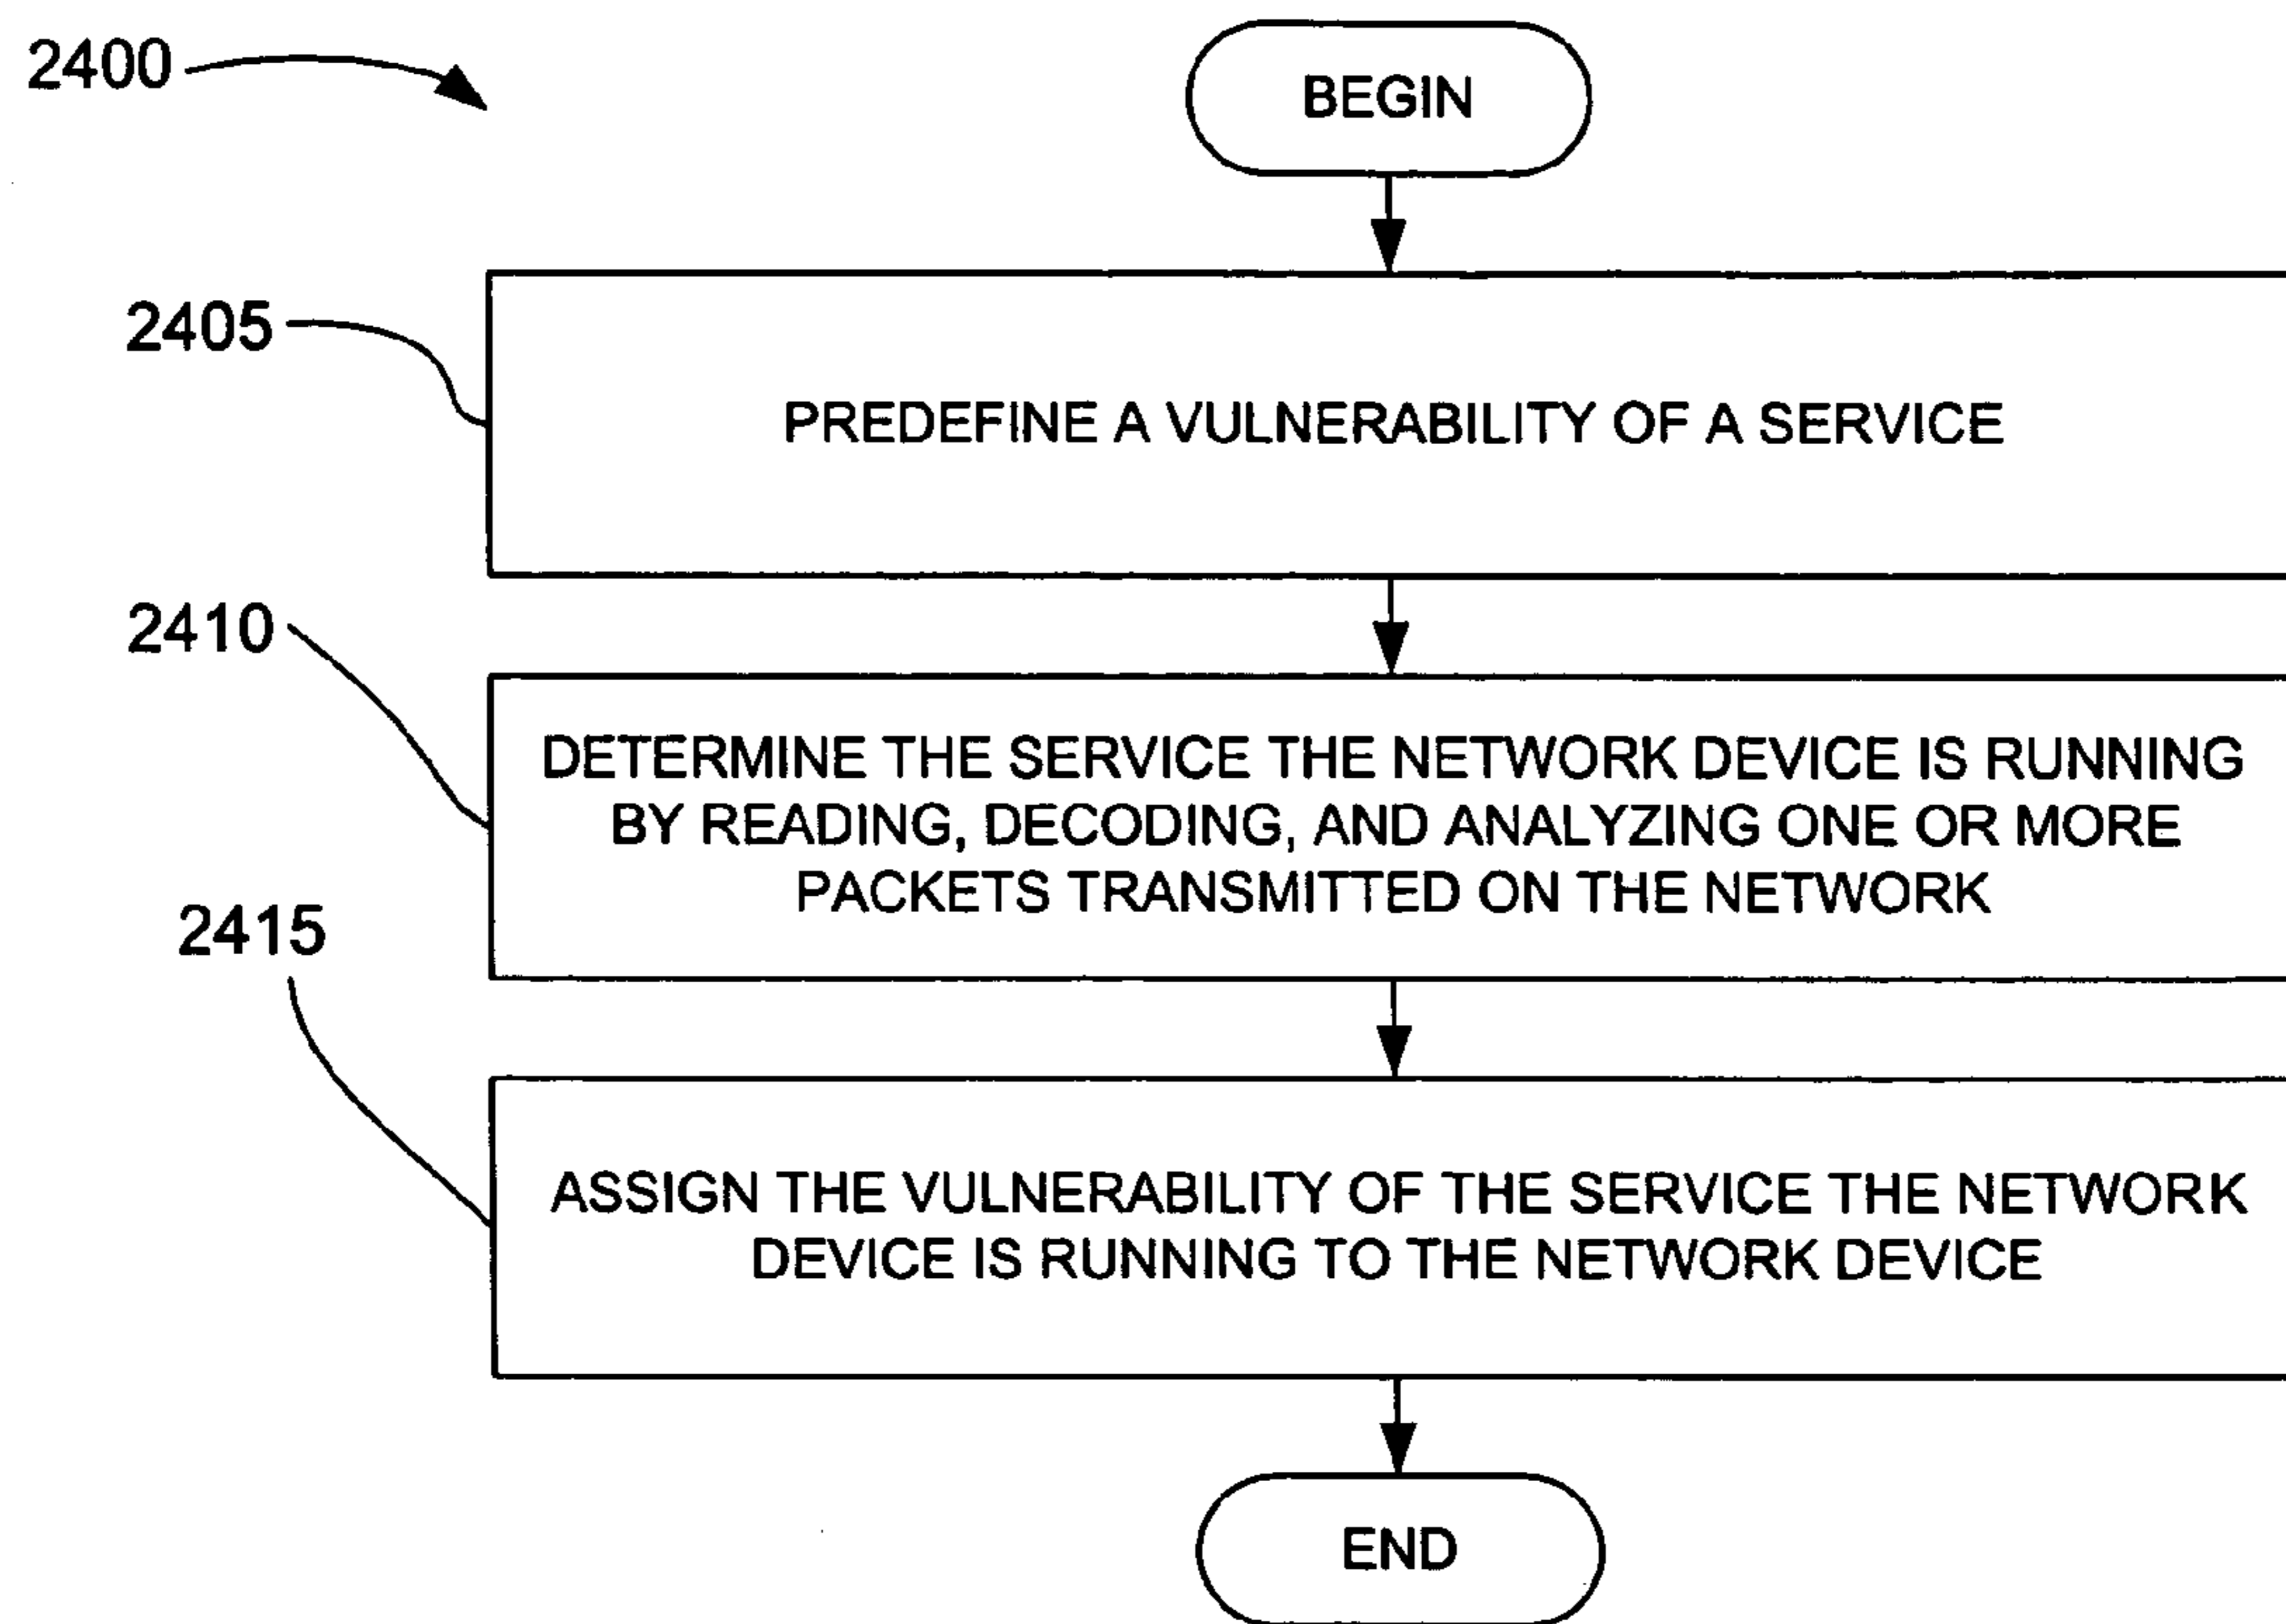 2400
BEGIN
2405
PREDEFINE A VULNERABILITY OF A SERVICE
2410
DETERMINE THE SERVICE THE NETWORK DEVICE IS RUNNING
BY READING, DECODING, AND ANALYZING ONE OR MORE
PACKETS TRANSMITTED ON THE NETWORK
2415
ASSIGN THE VULNERABILITY OF THE SERVICE THE NETWORK
DEVICE IS RUNNING TO THE NETWORK DEVICE
END